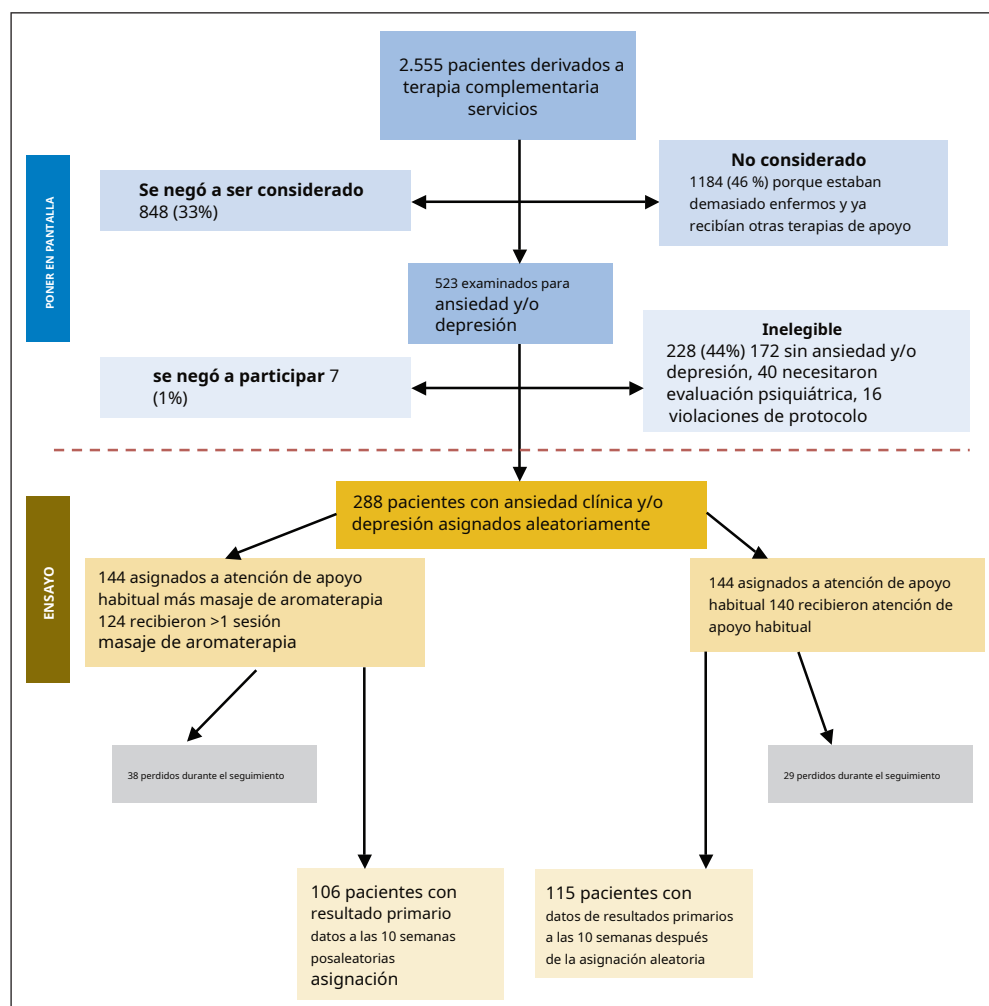 2.555 pacientes derivados a
terapia complementaria
servicios
PONER EN PANTALLA
Se negó a ser considerado
848 (33%)
No considerado
1184 (46 %) porque estaban
demasiado enfermos y ya
recibían otras terapias de apoyo
523 examinados para
ansiedad y/o
depresión
se negó a participar 7
(1%)
Inelegible
228 (44%) 172 sin ansiedad y/o
depresión, 40 necesitaron
evaluación psiquiátrica, 16
violaciones de protocolo
ENSAYO
288 pacientes con ansiedad clínica y/o
depresión asignados aleatoriamente
144 asignados a atención de apoyo
habitual más masaje de aromaterapia
124 recibieron >1 sesión
masaje de aromaterapia
144 asignados a atención de apoyo
habitual 140 recibieron atención de
apoyo habitual
38 perdidos durante el seguimiento
29 perdidos durante el seguimiento
106 pacientes con
resultado primario
datos a las 10 semanas
posaleatorias
asignación
115 pacientes con
datos de resultados primarios
a las 10 semanas después
de la asignación aleatoria